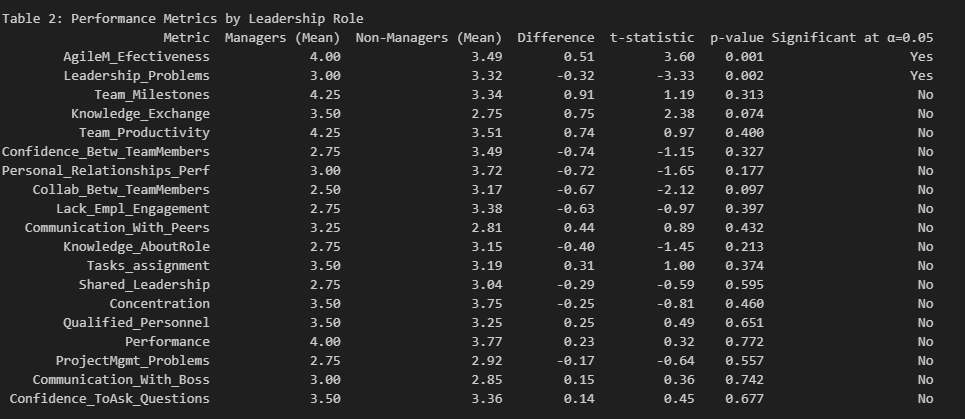 Table 2: Performance Metrics by Leadership Role
Metric Managers (Mean) Non-Managers (Mean) Difference t-statistic p-value Significant at α=0.05
AgileM_Efectiveness 4.00 3.49 0.51 3.60 0.001 Yes
Leadership_Problems 3.00 3.32 -0.32 -3.33 0.002 Yes
Team_Milestones 4.25 3.34 0.91 1.19 0.313 No
Knowledge_Exchange 3.50 2.75 0.75 2.38 0.074 No
Team_Productivity 4.25 3.51 0.74 0.97 0.400 No
Confidence_Betw_TeamMembers 2.75 3.49 -0.74 -1.15 0.327 No
Personal_Relationships_Perf 3.00 3.72 -0.72 -1.65 0.177 No
Collab_Betw_TeamMembers 2.50 3.17 -0.67 -2.12 0.097 No
Lack_Empl_Engagement 2.75 3.38 -0.63 -0.97 0.397 No
Communication_With_Peers 3.25 2.81 0.44 0.89 0.432 No
Knowledge_AboutRole 2.75 3.15 -0.40 -1.45 0.213 No
Tasks_assignment 3.50 3.19 0.31 1.00 0.374 No
Shared_Leadership 2.75 3.04 -0.29 -0.59 0.595 No
Concentration 3.50 3.75 -0.25 -0.81 0.460 No
Qualified_Personnel 3.50 3.25 0.25 0.49 0.651 No
Performance 4.00 3.77 0.23 0.32 0.772 No
ProjectMgmt_Problems 2.75 2.92 -0.17 -0.64 0.557 No
Communication_With_Boss 3.00 2.85 0.15 0.36 0.742 No
Confidence_ToAsk_Questions 3.50 3.36 0.14 0.45 0.677 No